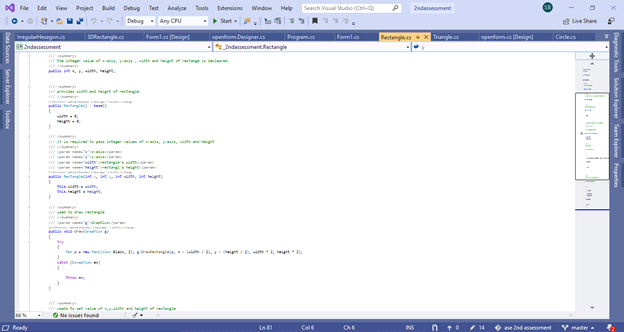 File Edit View Project Build Debug Test Analyze Tools Extensions Window Help Search Visual Studio (Ctrl+Q) 2ndassessment SB
Debug Any CPU Start Live Share
IrregularHexagon.cs 3DRectangle.cs Form1.cs [Design] openform.Designer.cs Program.cs Form1.cs Rectangle.cs Triangle.cs openform.cs [Design] Circle.cs
2ndassessment _2ndassessment.Rectangle y
Data Sources
Server Explorer
Toolbox
/// <summary>
/// the integer value of x-axis, y-axis , width and height of rectange is decleared.
/// </summary>
public int x, y, width, height;
/// <summary>
/// provides width and height of rectangle
/// </summary>
public Rectangle() : base()
{
width = 0;
height = 0;
}
/// <summary>
/// it is required to pass integer values of x-axis, y-axis, width and height
/// </summary>
/// <param name="x">x-axis</param>
/// <param name="y">y-axis</param>
/// <param name="width">rectangle's width</param>
/// <param name="height">rectangl's height</param>
public Rectangle(int x, int y, int width, int height)
{
this.width = width;
this.height = height;
}
/// <summary>
/// used to draw rectangle
/// </summary>
/// <param name="g">Graphics</param>
public void draw(Graphics g)
{
try
{
Pen p = new Pen(Color.Black, 2); g.DrawRectangle(p, x - (width / 2), y - (height / 2), width * 2, height * 2);
}
catch (Exception ex)
{
throw ex;
}
}
/// <summary>
/// useds to set value of x,y,width and height of rectangle
Diagnostic Tools
Solution Explorer
Team Explorer
Properties
66 % No issues found
Ready Ln 81 Col 6 Ch 6 INS 0 14 ase 2nd assessment master 2